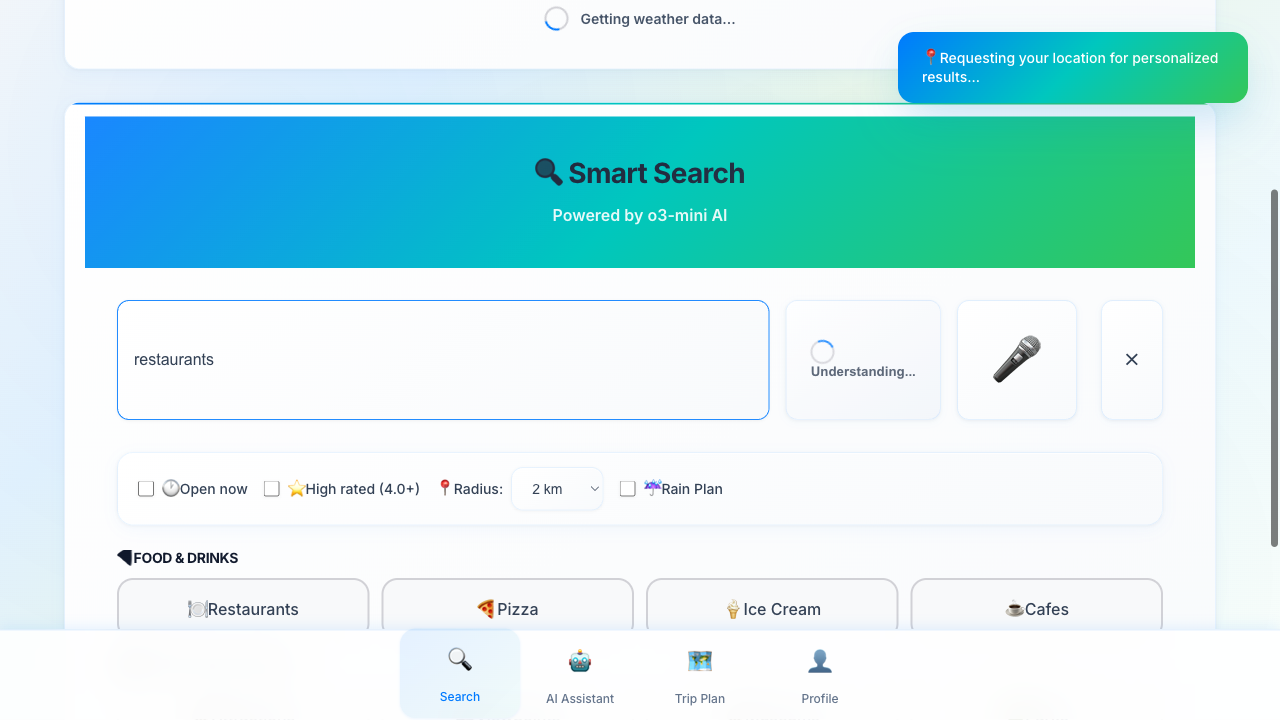 Getting weather data...
📍Requesting your location for personalized
results...
🔍 Smart Search
Powered by o3-mini AI
restaurants
Understanding...
🎤
×
🕐Open now
⭐High rated (4.0+)
📍Radius:
2 km
☔Rain Plan
FOOD & DRINKS
🍽️Restaurants
🍕Pizza
🍦Ice Cream
☕Cafes
Search
AI Assistant
Trip Plan
Profile